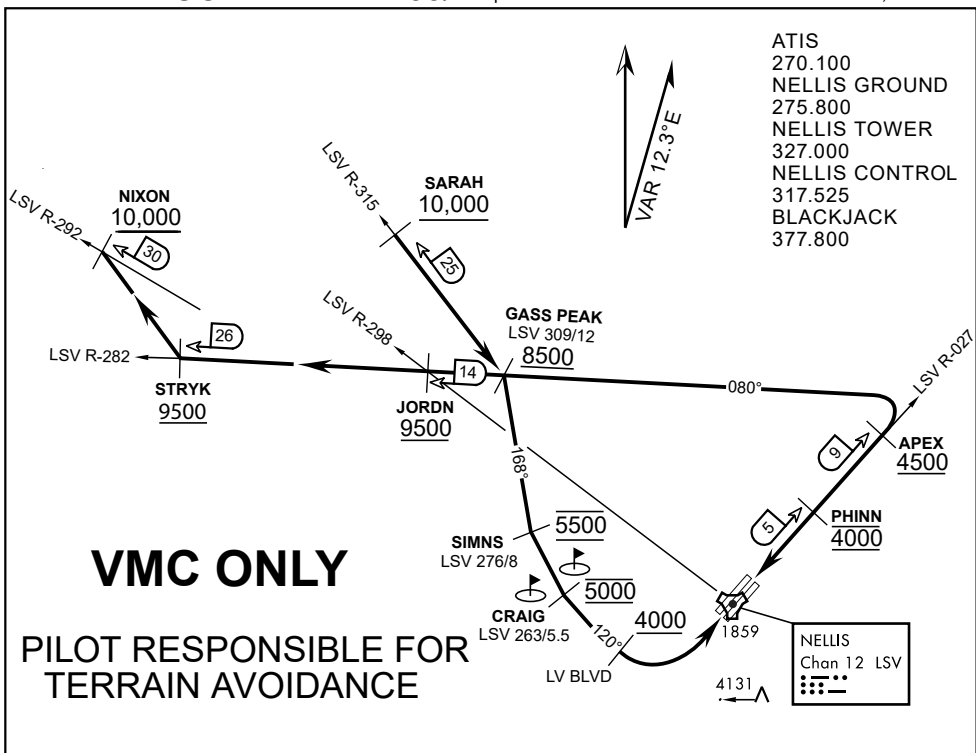 ATIS
270.100
NELLIS GROUND
275.800
NELLIS TOWER
327.000
NELLIS CONTROL
317.525
BLACKJACK
377.800
VAR 12.3°E
LSV R-315
SARAH
10,000
25
NIXON
10,000
LSV R-292
30
LSV R-298
GASS PEAK
LSV 309/12
8500
LSV R-027
26
LSV R-282
STRYK
9500
14
JORDN
9500
080°
APEX
4500
9
168°
PHINN
4000
5
5500
SIMNS
LSV 276/8
VMC ONLY
5000
CRAIG
LSV 263/5.5
120°
4000
LV BLVD
1859
PILOT RESPONSIBLE FOR
TERRAIN AVOIDANCE
4131
NELLIS
Chan 12 LSV